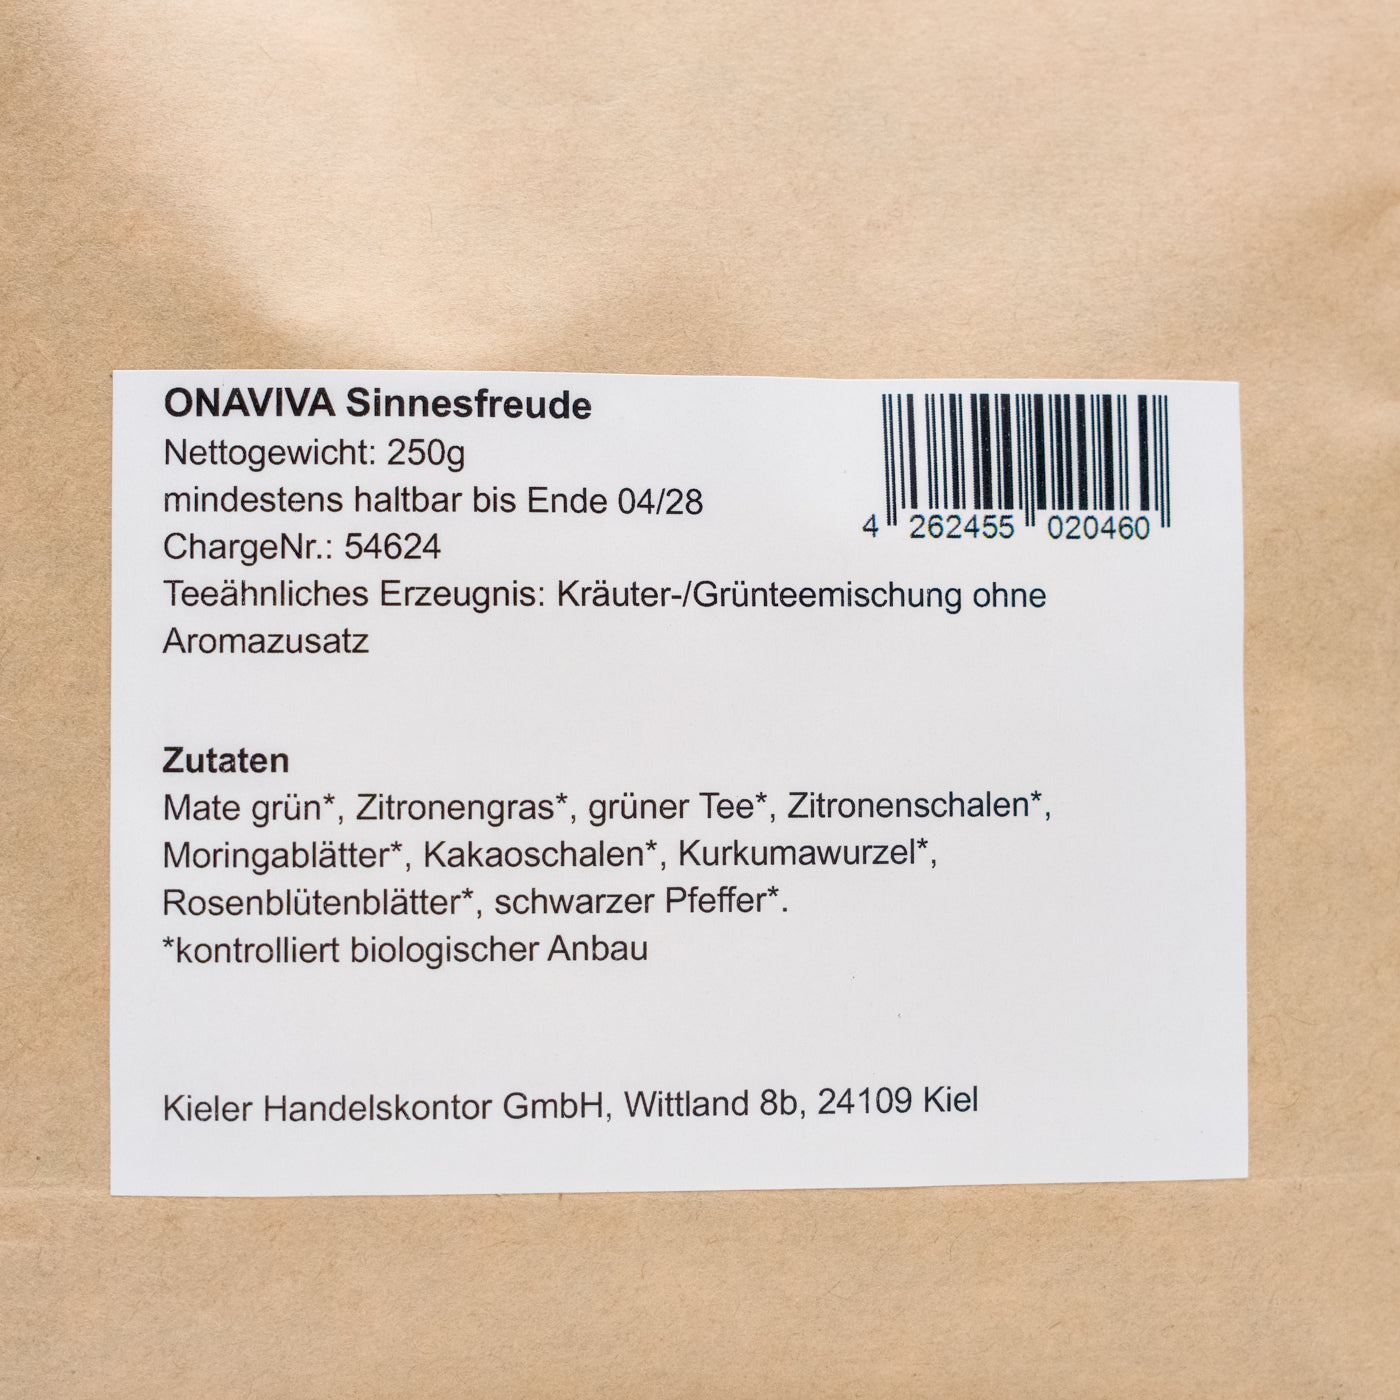 ONAVIVA Sinnesfreude
Nettogewicht: 250g
mindestens haltbar bis Ende 04/28
ChargeNr.: 54624
Teeähnliches Erzeugnis: Kräuter-/Grünteemischung ohne
Aromazusatz
4 262455 020460
Zutaten
Mate grün*, Zitronengras*, grüner Tee*, Zitronenschalen*,
Moringablätter*, Kakaoschalen*, Kurkumawurzel*,
Rosenblütenblätter*, schwarzer Pfeffer*.
*kontrolliert biologischer Anbau
Kieler Handelskontor GmbH, Wittland 8b, 24109 Kiel